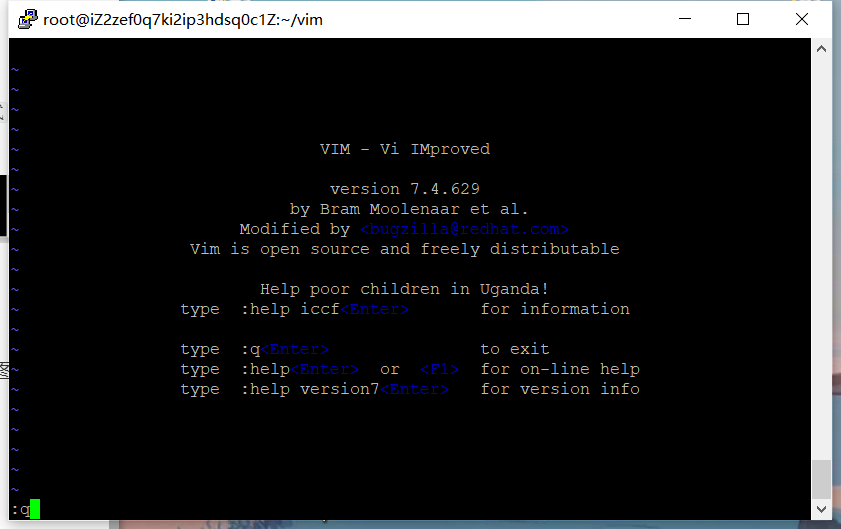 root@iZ2zef0q7ki2ip3hdsq0c1Z:~/vim
~
~
~
~
VIM - Vi IMproved
~
version 7.4.629
by Bram Moolenaar et al.
Modified by <bugzilla@redhat.com>
Vim is open source and freely distributable
~
Help poor children in Uganda!
type :help iccf<Enter> for information
~
type :q<Enter> to exit
type :help<Enter> or <F1> for on-line help
type :help version7<Enter> for version info
~
~
~
~
~
:q